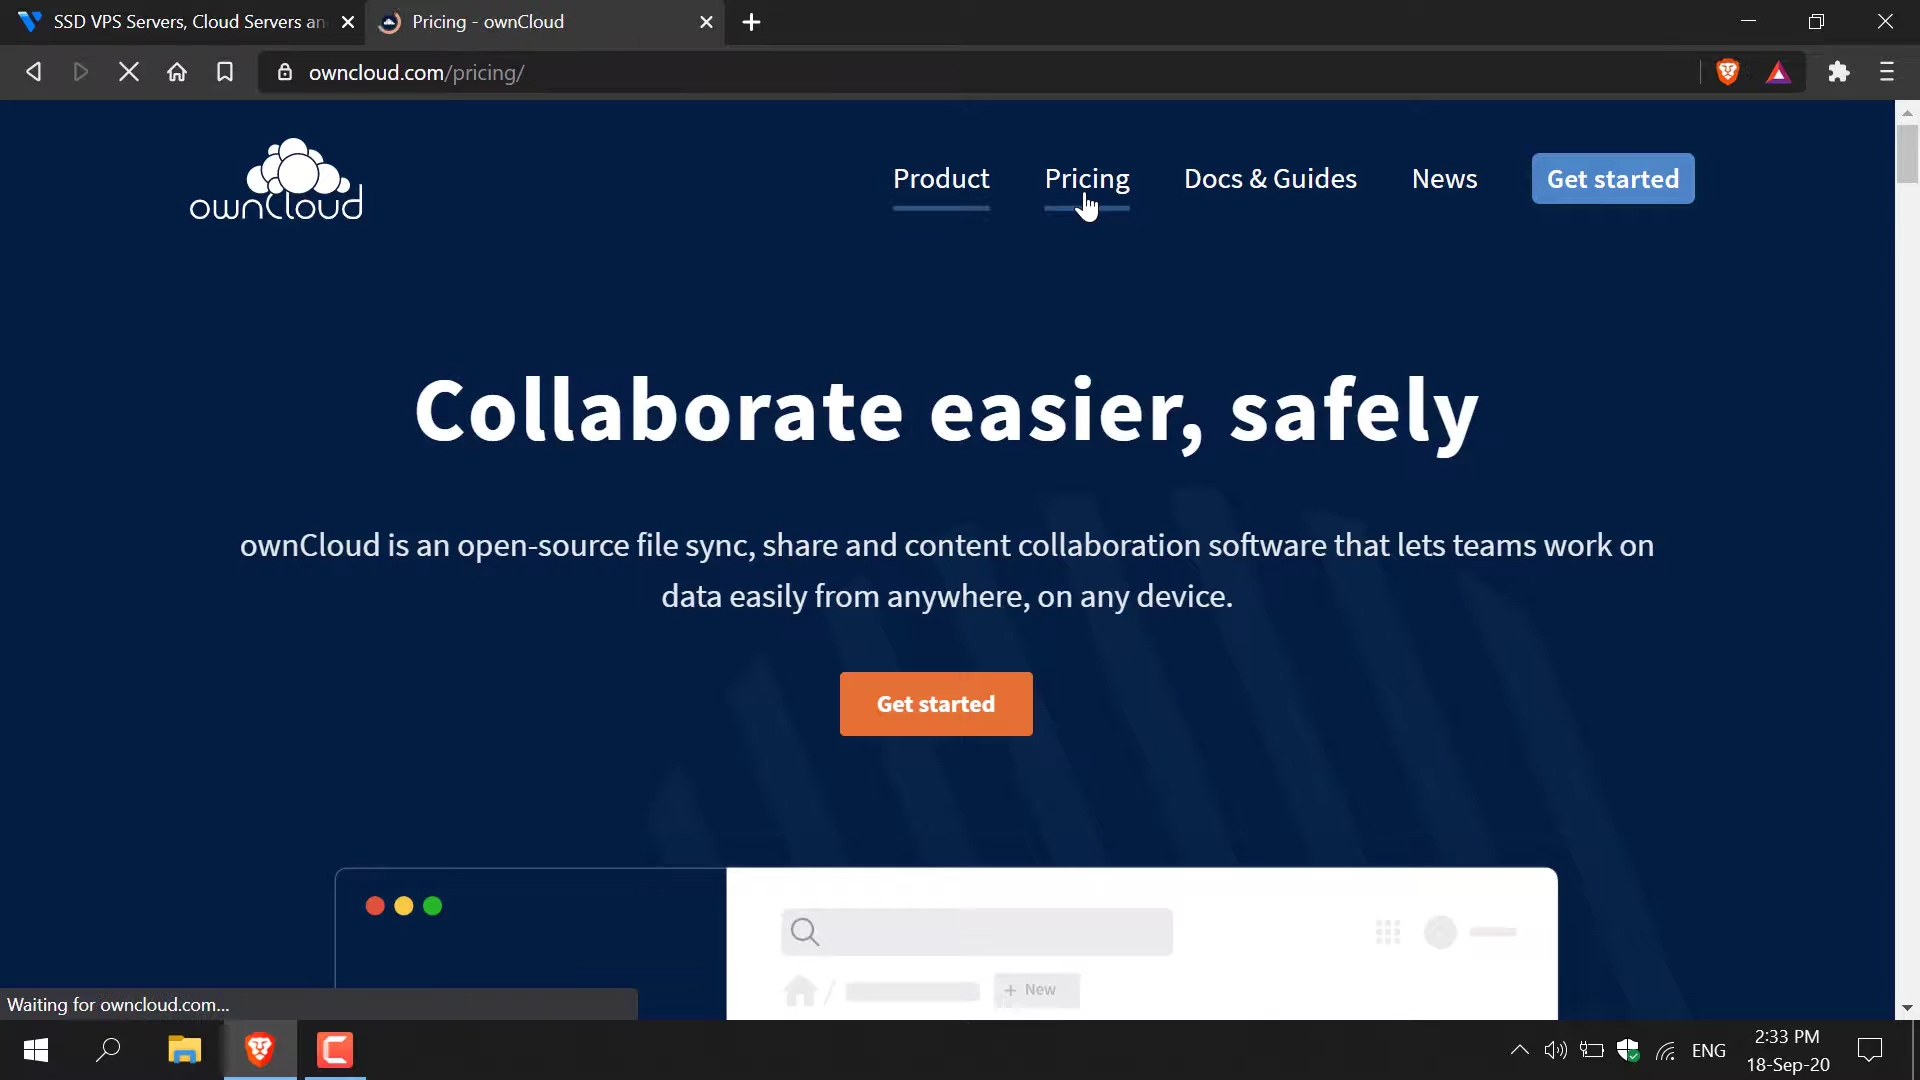 SSD VPS Servers, Cloud Servers an
Pricing - ownCloud
owncloud.com/pricing/
ownCloud
Product
Pricing
Docs & Guides
News
Get started
Collaborate easier, safely
ownCloud is an open-source file sync, share and content collaboration software that lets teams work on
data easily from anywhere, on any device.
Get started
/
+ New
Waiting for owncloud.com...
ENG
2:33 PM
18-Sep-20